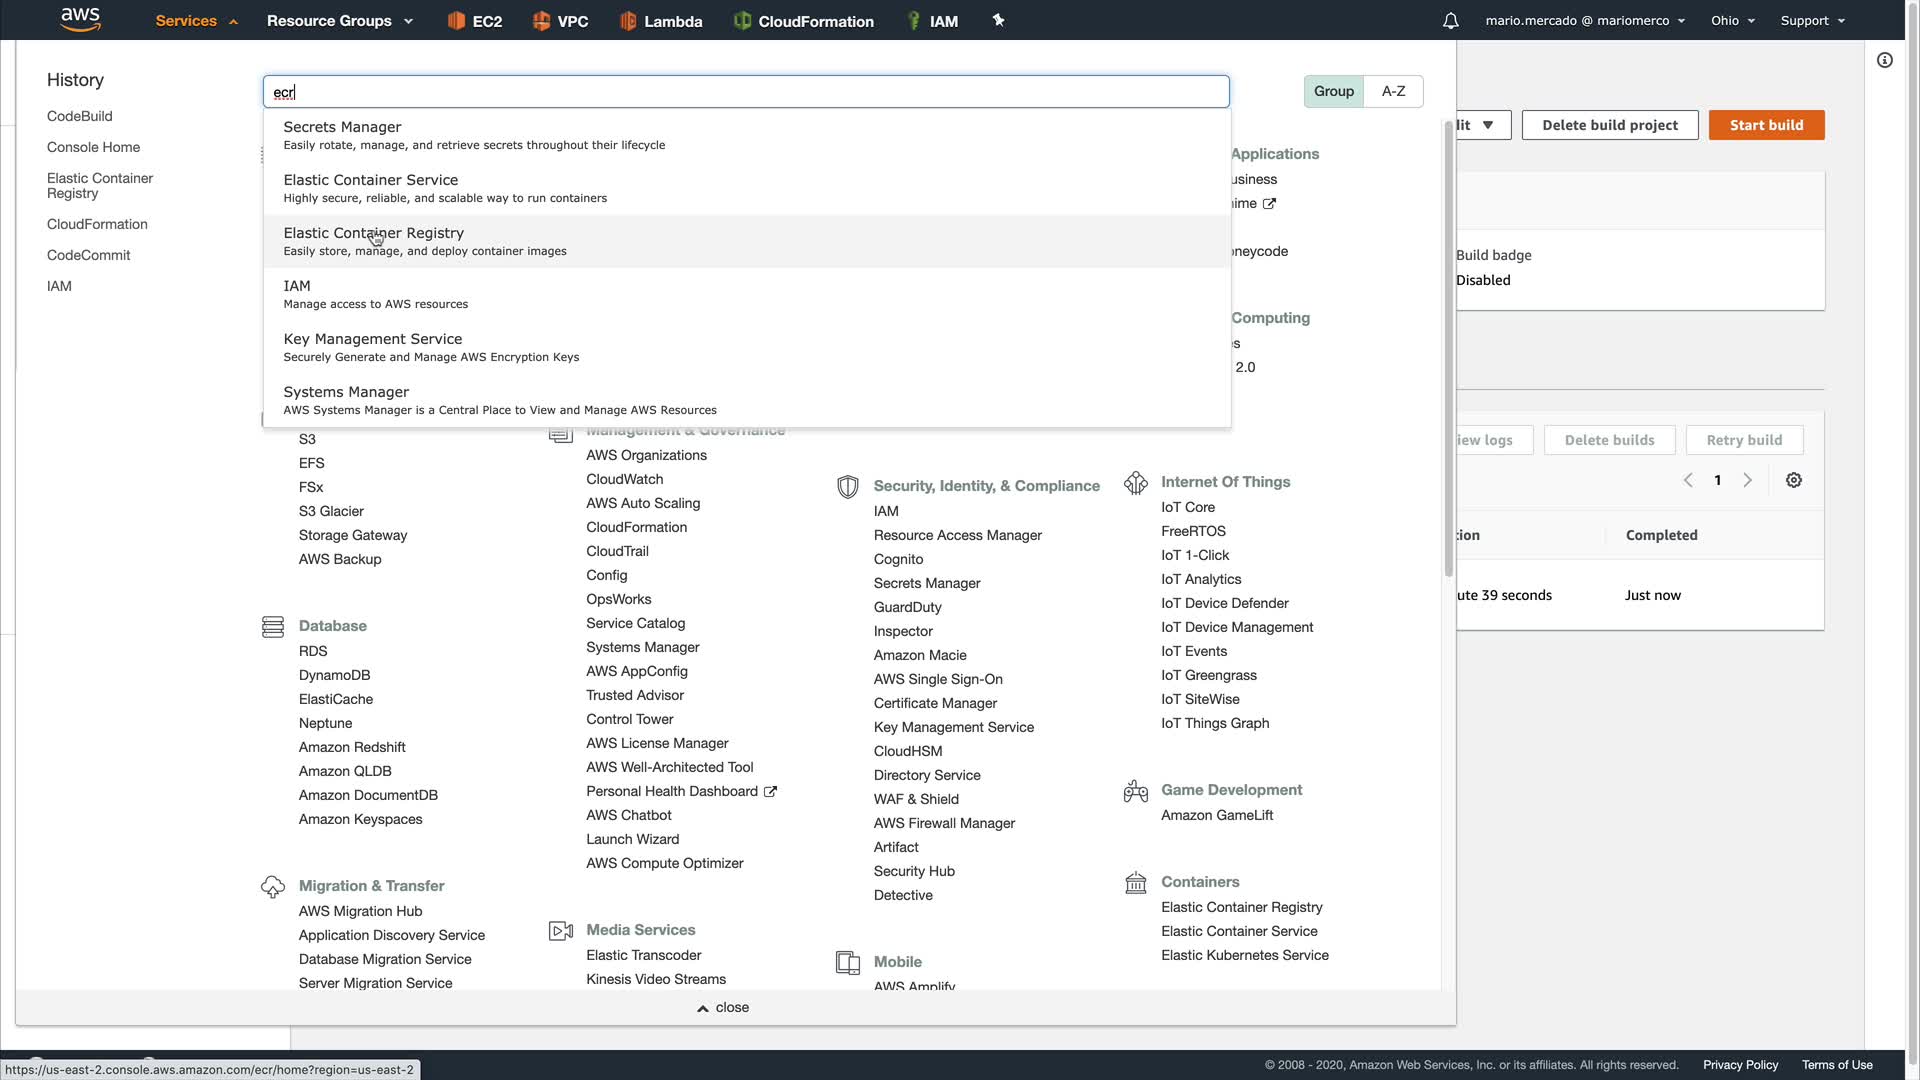 aws
Services
Resource Groups
EC2
VPC
Lambda
CloudFormation
IAM
mario.mercado @ mariomerco
Ohio
Support
History
CodeBuild
Console Home
Elastic Container
Registry
CloudFormation
CodeCommit
IAM
ecr
Group
A-Z
Secrets Manager
Easily rotate, manage, and retrieve secrets throughout their lifecycle
Elastic Container Service
Highly secure, reliable, and scalable way to run containers
Elastic Container Registry
Easily store, manage, and deploy container images
IAM
Manage access to AWS resources
Key Management Service
Securely Generate and Manage AWS Encryption Keys
Systems Manager
AWS Systems Manager is a Central Place to View and Manage AWS Resources
S3
EFS
FSx
S3 Glacier
Storage Gateway
AWS Backup
Database
RDS
DynamoDB
ElastiCache
Neptune
Amazon Redshift
Amazon QLDB
Amazon DocumentDB
Amazon Keyspaces
Migration & Transfer
AWS Migration Hub
Application Discovery Service
Database Migration Service
Server Migration Service
Management & Governance
AWS Organizations
CloudWatch
AWS Auto Scaling
CloudFormation
CloudTrail
Config
OpsWorks
Service Catalog
Systems Manager
AWS AppConfig
Trusted Advisor
Control Tower
AWS License Manager
AWS Well-Architected Tool
Personal Health Dashboard
AWS Chatbot
Launch Wizard
AWS Compute Optimizer
Media Services
Elastic Transcoder
Kinesis Video Streams
Security, Identity, & Compliance
IAM
Resource Access Manager
Cognito
Secrets Manager
GuardDuty
Inspector
Amazon Macie
AWS Single Sign-On
Certificate Manager
Key Management Service
CloudHSM
Directory Service
WAF & Shield
AWS Firewall Manager
Artifact
Security Hub
Detective
Mobile
AWS Amplify
Applications
usiness
ime
neycode
Computing
s
2.0
Internet Of Things
IoT Core
FreeRTOS
IoT 1-Click
IoT Analytics
IoT Device Defender
IoT Device Management
IoT Events
IoT Greengrass
IoT SiteWise
IoT Things Graph
Game Development
Amazon GameLift
Containers
Elastic Container Registry
Elastic Container Service
Elastic Kubernetes Service
close
dit
Delete build project
Start build
Build badge
Disabled
iew logs
Delete builds
Retry build
1
tion
Completed
ute 39 seconds
Just now
https://us-east-2.console.aws.amazon.com/ecr/home?region=us-east-2
© 2008 - 2020, Amazon Web Services, Inc. or its affiliates. All rights reserved.
Privacy Policy
Terms of Use